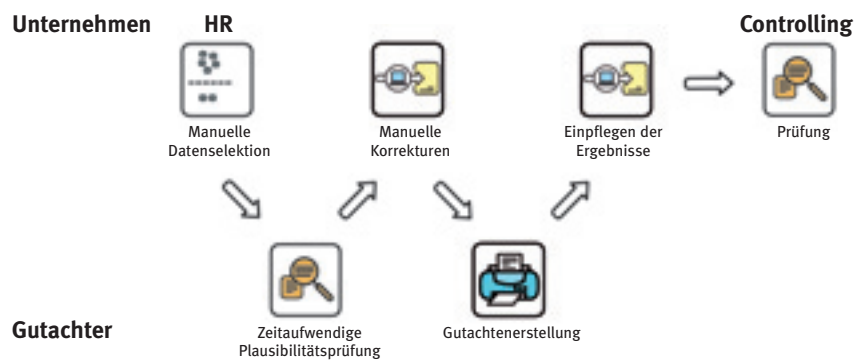 Unternehmen HR Controlling
Manuelle
Datenselektion
Manuelle
Korrekturen
Einpflegen der
Ergebnisse
Prüfung
Gutachter
Zeitaufwendige
Plausibilitätsprüfung
Gutachtenerstellung